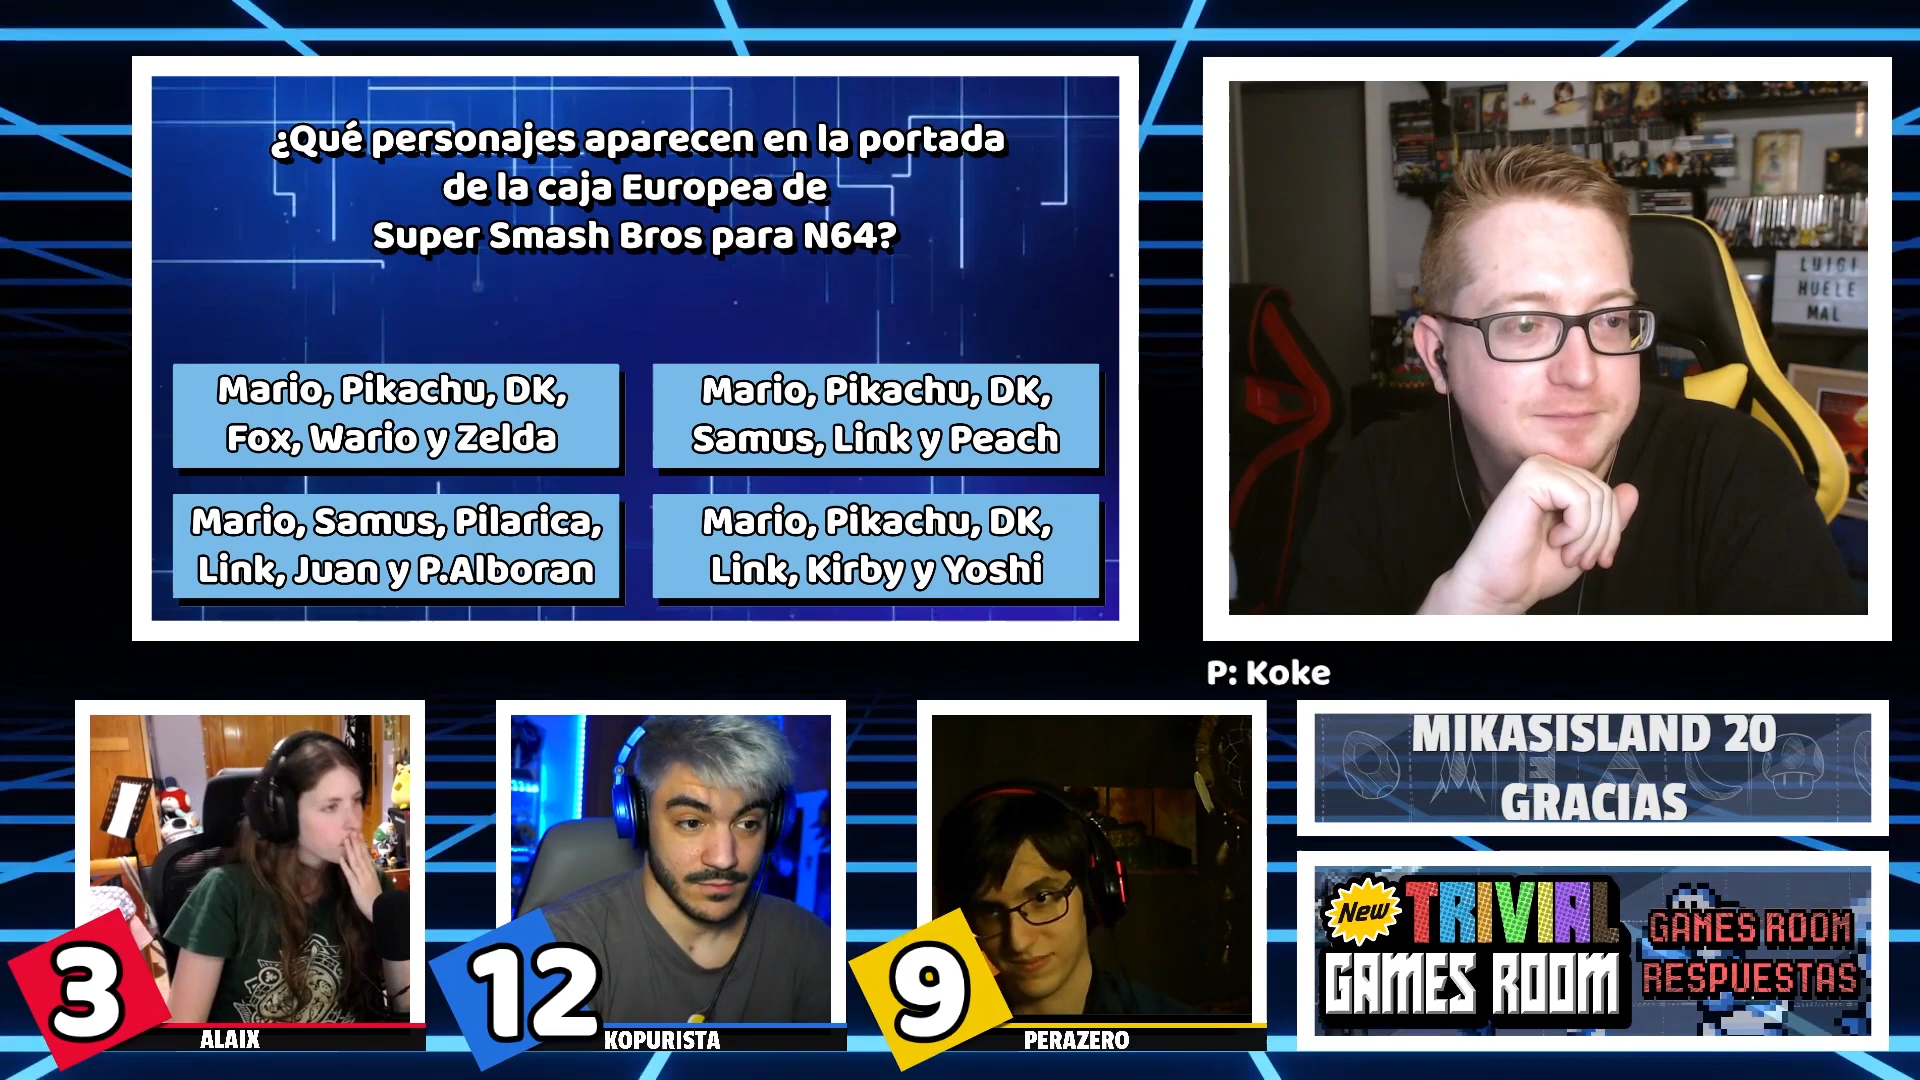 ¿Qué personajes aparecen en la portada
de la caja Europea de
Super Smash Bros para N64?
Mario, Pikachu, DK,
Fox, Wario y Zelda
Mario, Pikachu, DK,
Samus, Link y Peach
Mario, Samus, Pilarica,
Link, Juan y P.Alboran
Mario, Pikachu, DK,
Link, Kirby y Yoshi
LUIGI
HUELE
MAL
P: Koke
MIKASISLAND 20
GRACIAS
3
ALAIX
12
KOPURISTA
9
PERAZERO
New
TRIVIAL
GAMES ROOM
GAMES ROOM
RESPUESTAS